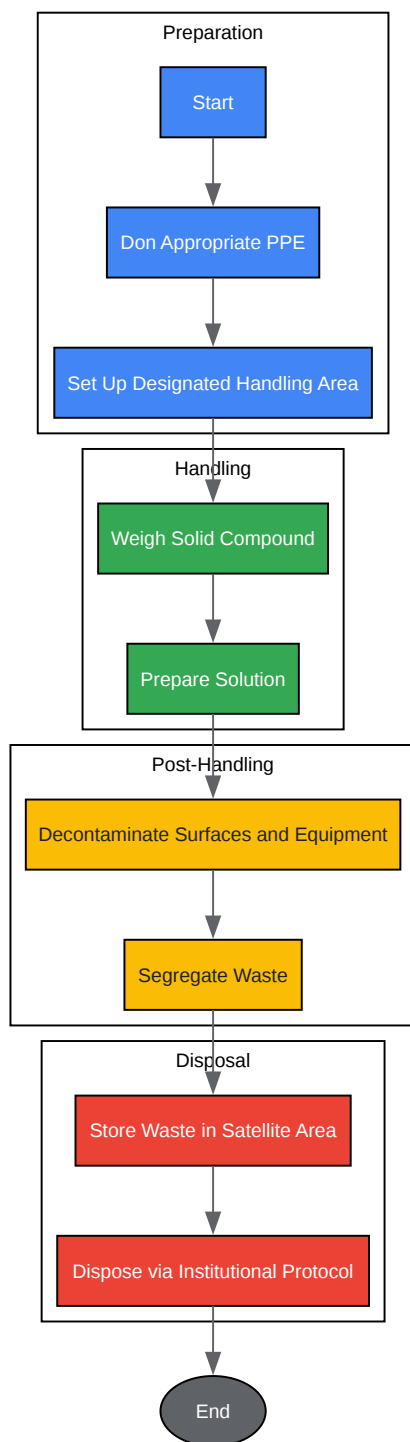 Preparation
Start
Don Appropriate PPE
Set Up Designated Handling Area
Handling
Weigh Solid Compound
Prepare Solution
Post-Handling
Decontaminate Surfaces and Equipment
Segregate Waste
Disposal
Store Waste in Satellite Area
Dispose via Institutional Protocol
End